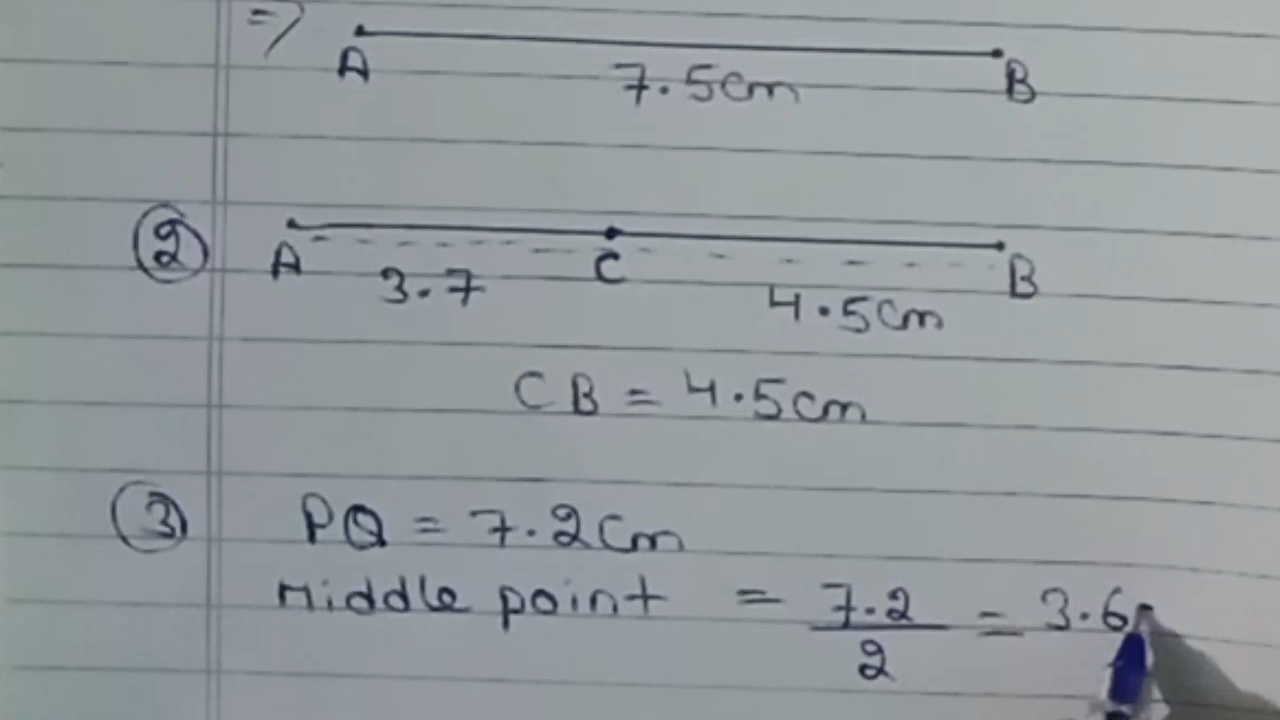 => A B
7.5cm
② A 3.7 C 4.5cm B
CB = 4.5cm
③ PQ = 7.2cm
Middle point = 7.2/2 = 3.6